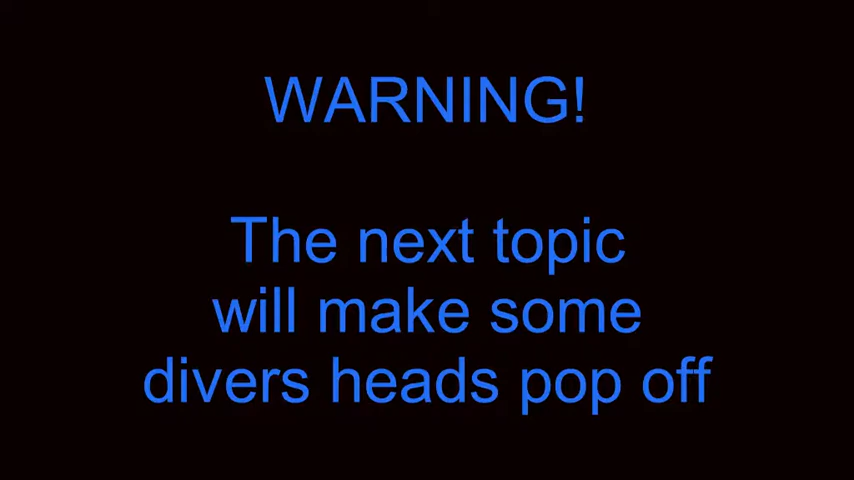 WARNING!
The next topic
will make some
divers heads pop off